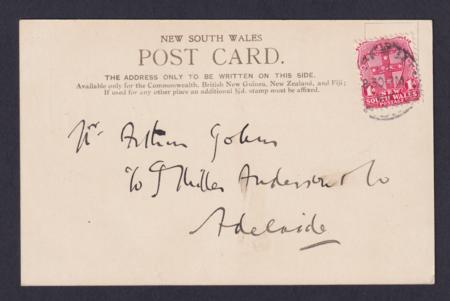 NEW SOUTH WALES
POST CARD.
THE ADDRESS ONLY TO BE WRITTEN ON THIS SIDE.
Available only for the Commonwealth, British New Guinea, New Zealand, and Fiji;
If used for any other place an additional ½d. stamp must be affixed.
Mr Arthur
c/o J Miller Anderson & Co
Adelaide